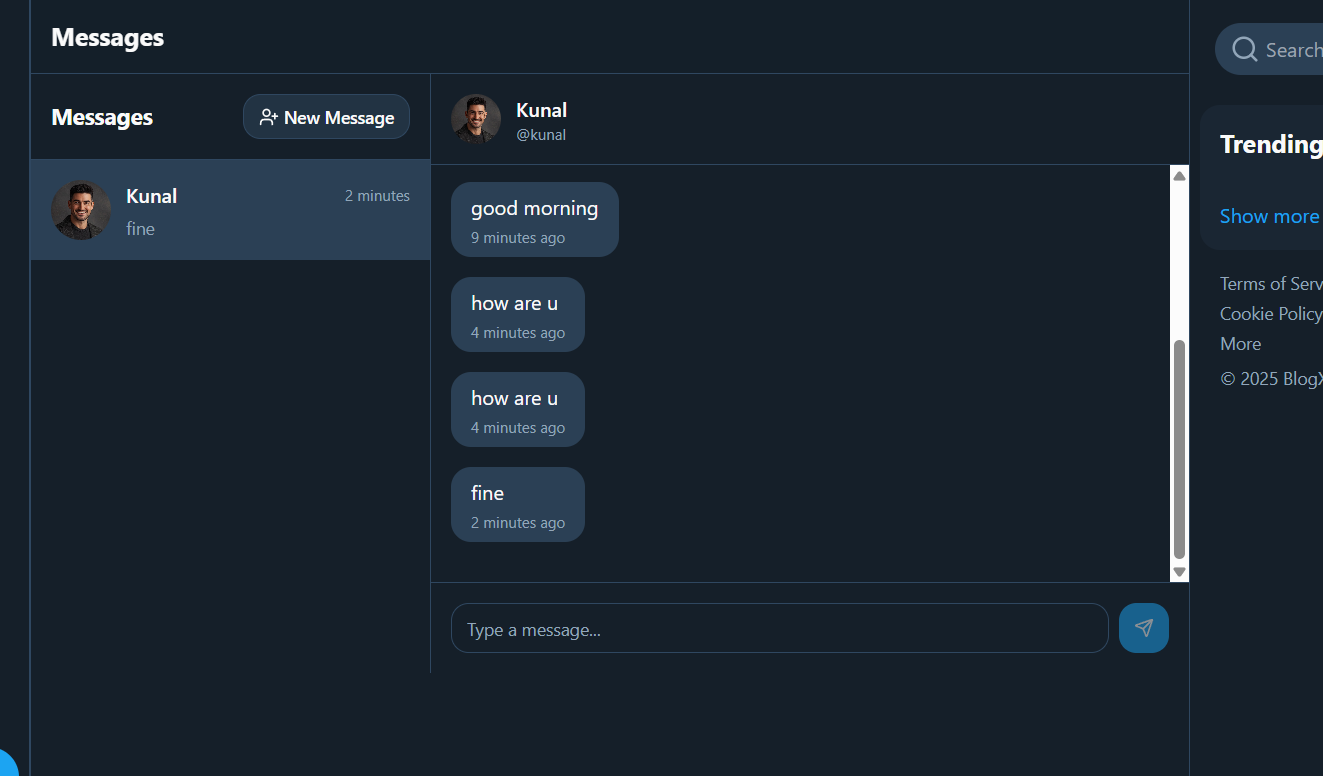 Messages
Messages
New Message
Kunal
2 minutes
fine
Kunal
@kunal
good morning
9 minutes ago
how are u
4 minutes ago
how are u
4 minutes ago
fine
2 minutes ago
Type a message...
Search
Trending
Show more
Terms of Serv
Cookie Policy
More
© 2025 BlogX